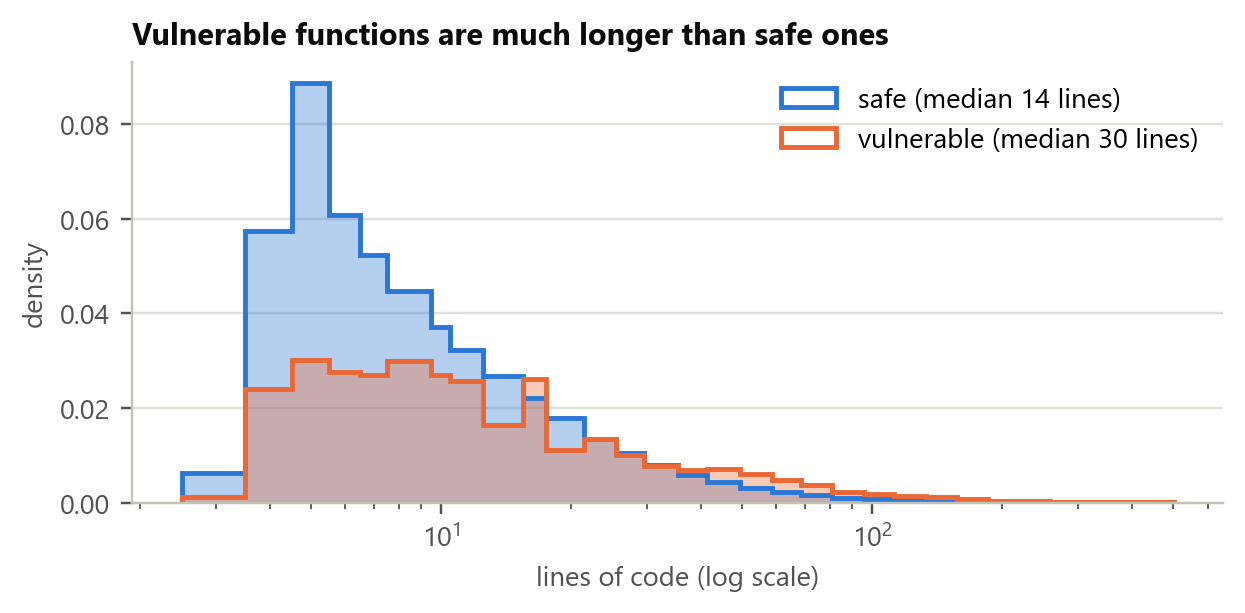 Vulnerable functions are much longer than safe ones
safe (median 14 lines)
vulnerable (median 30 lines)
density
0.08
0.06
0.04
0.02
0.00
10¹
10²
lines of code (log scale)